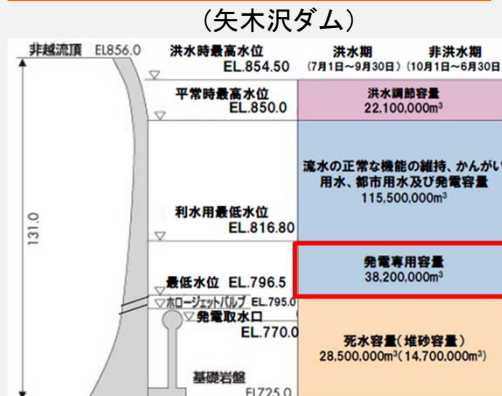 (矢木沢ダム)
非越流頂 EL856.0
洪水時最高水位
EL.854.50
洪水期
(7月1日~9月30日)
非洪水期
(10月1日~6月30日
平常時最高水位
EL.850.0
洪水調節容量
22,100,000m³
流水の正常な機能の維持、かんがい
用水、都市用水及び発電容量
115,500,000m³
131.0
利水用最低水位
EL.816.80
発電専用容量
38,200,000m³
最低水位 EL.796.5
ホロージェットバルブ EL.795.0
発電取水口
EL.770.0
死水容量(堆砂容量)
28,500,000m³(14,700,000m³)
基礎岩盤
EL725.0